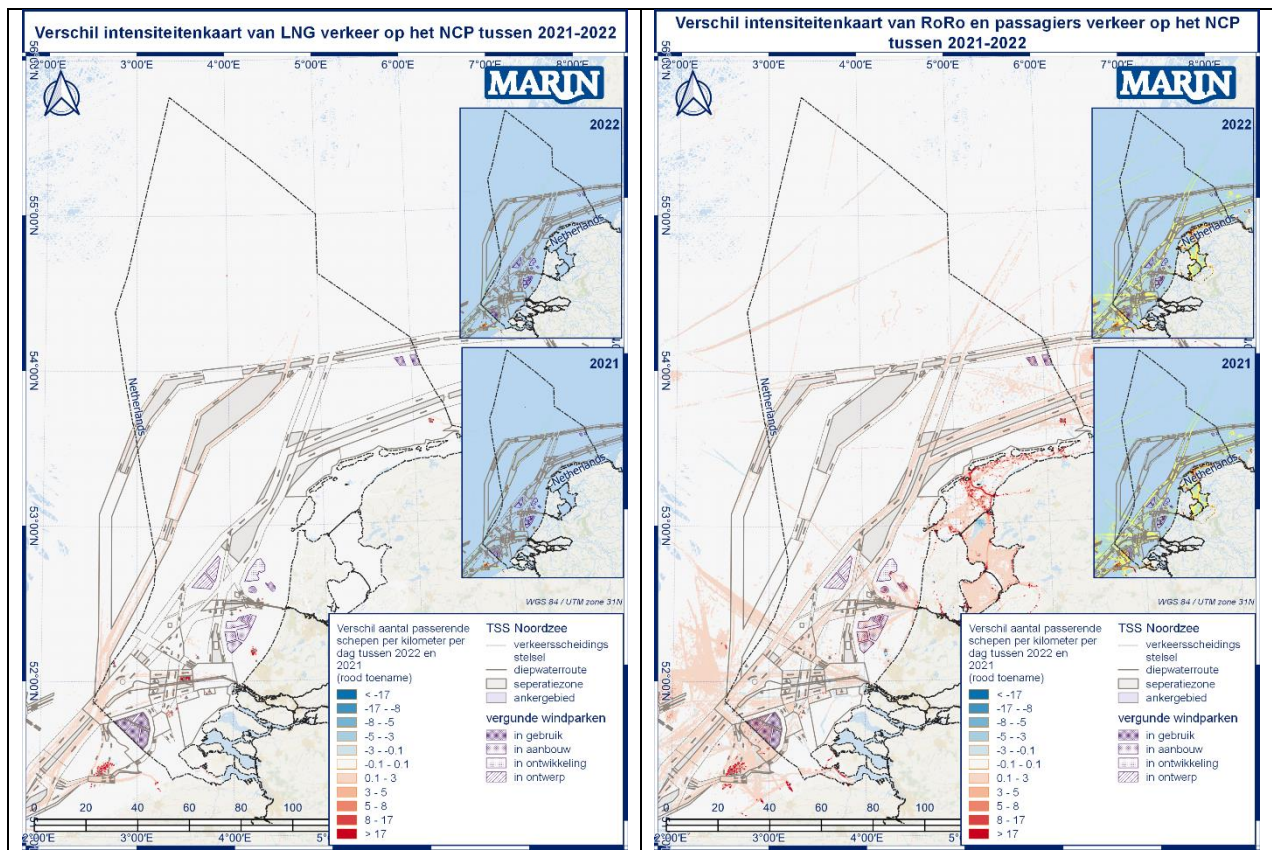 Verschil intensiteitenkaart van LNG verkeer op het NCP tussen 2021-2022
2°00'E 3°00'E 4°00'E 5°00'E 6°00'E 7°00'E 8°00'E
MARIN
2022
Netherlands
2021
Netherlands
55°00'N
54°00'N
53°00'N
52°00'N
Netherlands
WGS 84 / UTM zone 31N
Verschil aantal passerende
schepen per kilometer per
dag tussen 2022 en
2021
(rood toename)
< -17
-17 - -8
-8 - -5
-5 - -3
-3 - -0.1
-0.1 - 0.1
0.1 - 3
3 - 5
5 - 8
8 - 17
> 17
TSS Noordzee
verkeersscheidings
stelsel
diepwaterroute
seperatiezone
ankergebied
vergunde windparken
in gebruik
in aanbouw
in ontwikkeling
in ontwerp
0 20 40 60 80 100
3°00'E 4°00'E
Verschil intensiteitenkaart van RoRo en passagiers verkeer op het NCP
tussen 2021-2022
2°00'E 3°00'E 4°00'E 5°00'E 6°00'E 7°00'E 8°00'E
MARIN
2022
Netherlands
2021
Netherlands
55°00'N
54°00'N
53°00'N
52°00'N
Netherlands
WGS 84 / UTM zone 31N
Verschil aantal passerende
schepen per kilometer per
dag tussen 2022 en
2021
(rood toename)
< -17
-17 - -8
-8 - -5
-5 - -3
-3 - -0.1
-0.1 - 0.1
0.1 - 3
3 - 5
5 - 8
8 - 17
> 17
TSS Noordzee
verkeersscheidings
stelsel
diepwaterroute
seperatiezone
ankergebied
vergunde windparken
in gebruik
in aanbouw
in ontwikkeling
in ontwerp
0 20 40 60 80 100
3°00'E 4°00'E